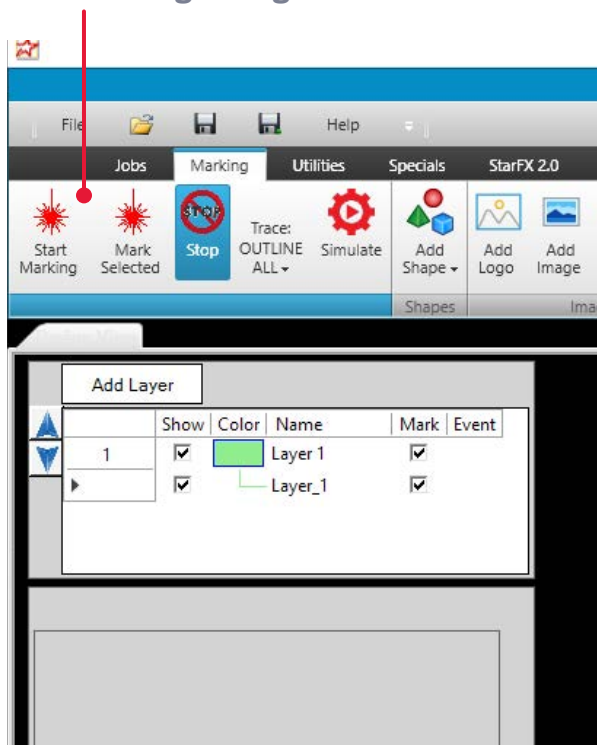 File Help
Jobs Marking Utilities Specials StarFX 2.0
Start Marking
Mark Selected
STOP
Stop
Trace: OUTLINE ALL
Simulate
Add Shape
Add Logo
Add Image
Shapes
Add Layer
Show Color Name Mark Event
1 Layer 1
Layer_1